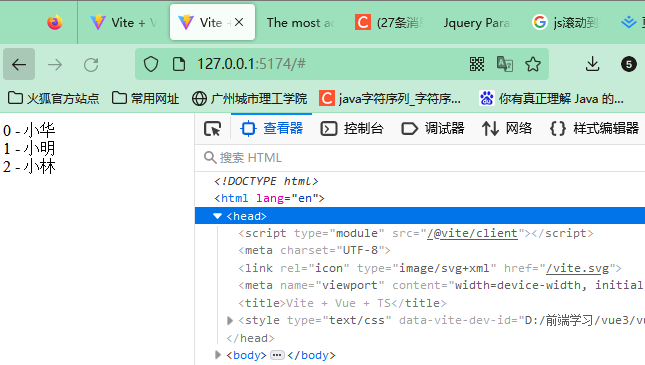 Vite + V Vite + The most ac (27条消 Jquery Para js滚动到
127.0.0.1:5174/# 5
火狐官方站点 常用网址 广州城市理工学院 java字符序列_字符序... 你有真正理解 Java 的...
0 - 小华
1 - 小明
2 - 小林
查看器 控制台 调试器 网络 {} 样式编辑器
搜索 HTML
<!DOCTYPE html>
<html lang="en">
<head>
<script type="module" src="/@vite/client"></script>
<meta charset="UTF-8">
<link rel="icon" type="image/svg+xml" href="/vite.svg">
<meta name="viewport" content="width=device-width, initial
<title>Vite + Vue + TS</title>
<style type="text/css" data-vite-dev-id="D:/前端学习/vue3/vu
</head>
<body> ... </body>